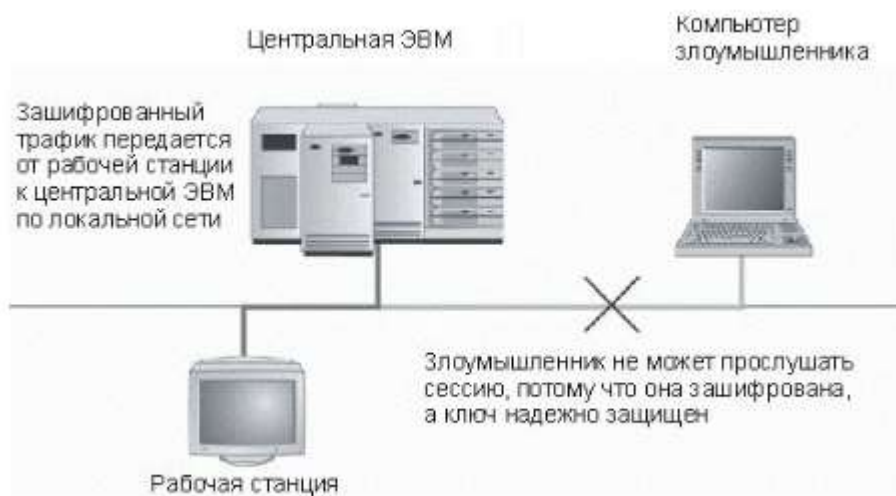 Центральная ЭВМ
Компьютер
злоумышленника
Зашифрованный
трафик передается
от рабочей станции
к центральной ЭВМ
по локальной сети
Злоумышленник не может прослушать
сессию, потому что она зашифрована,
а ключ надежно защищен
Рабочая станция